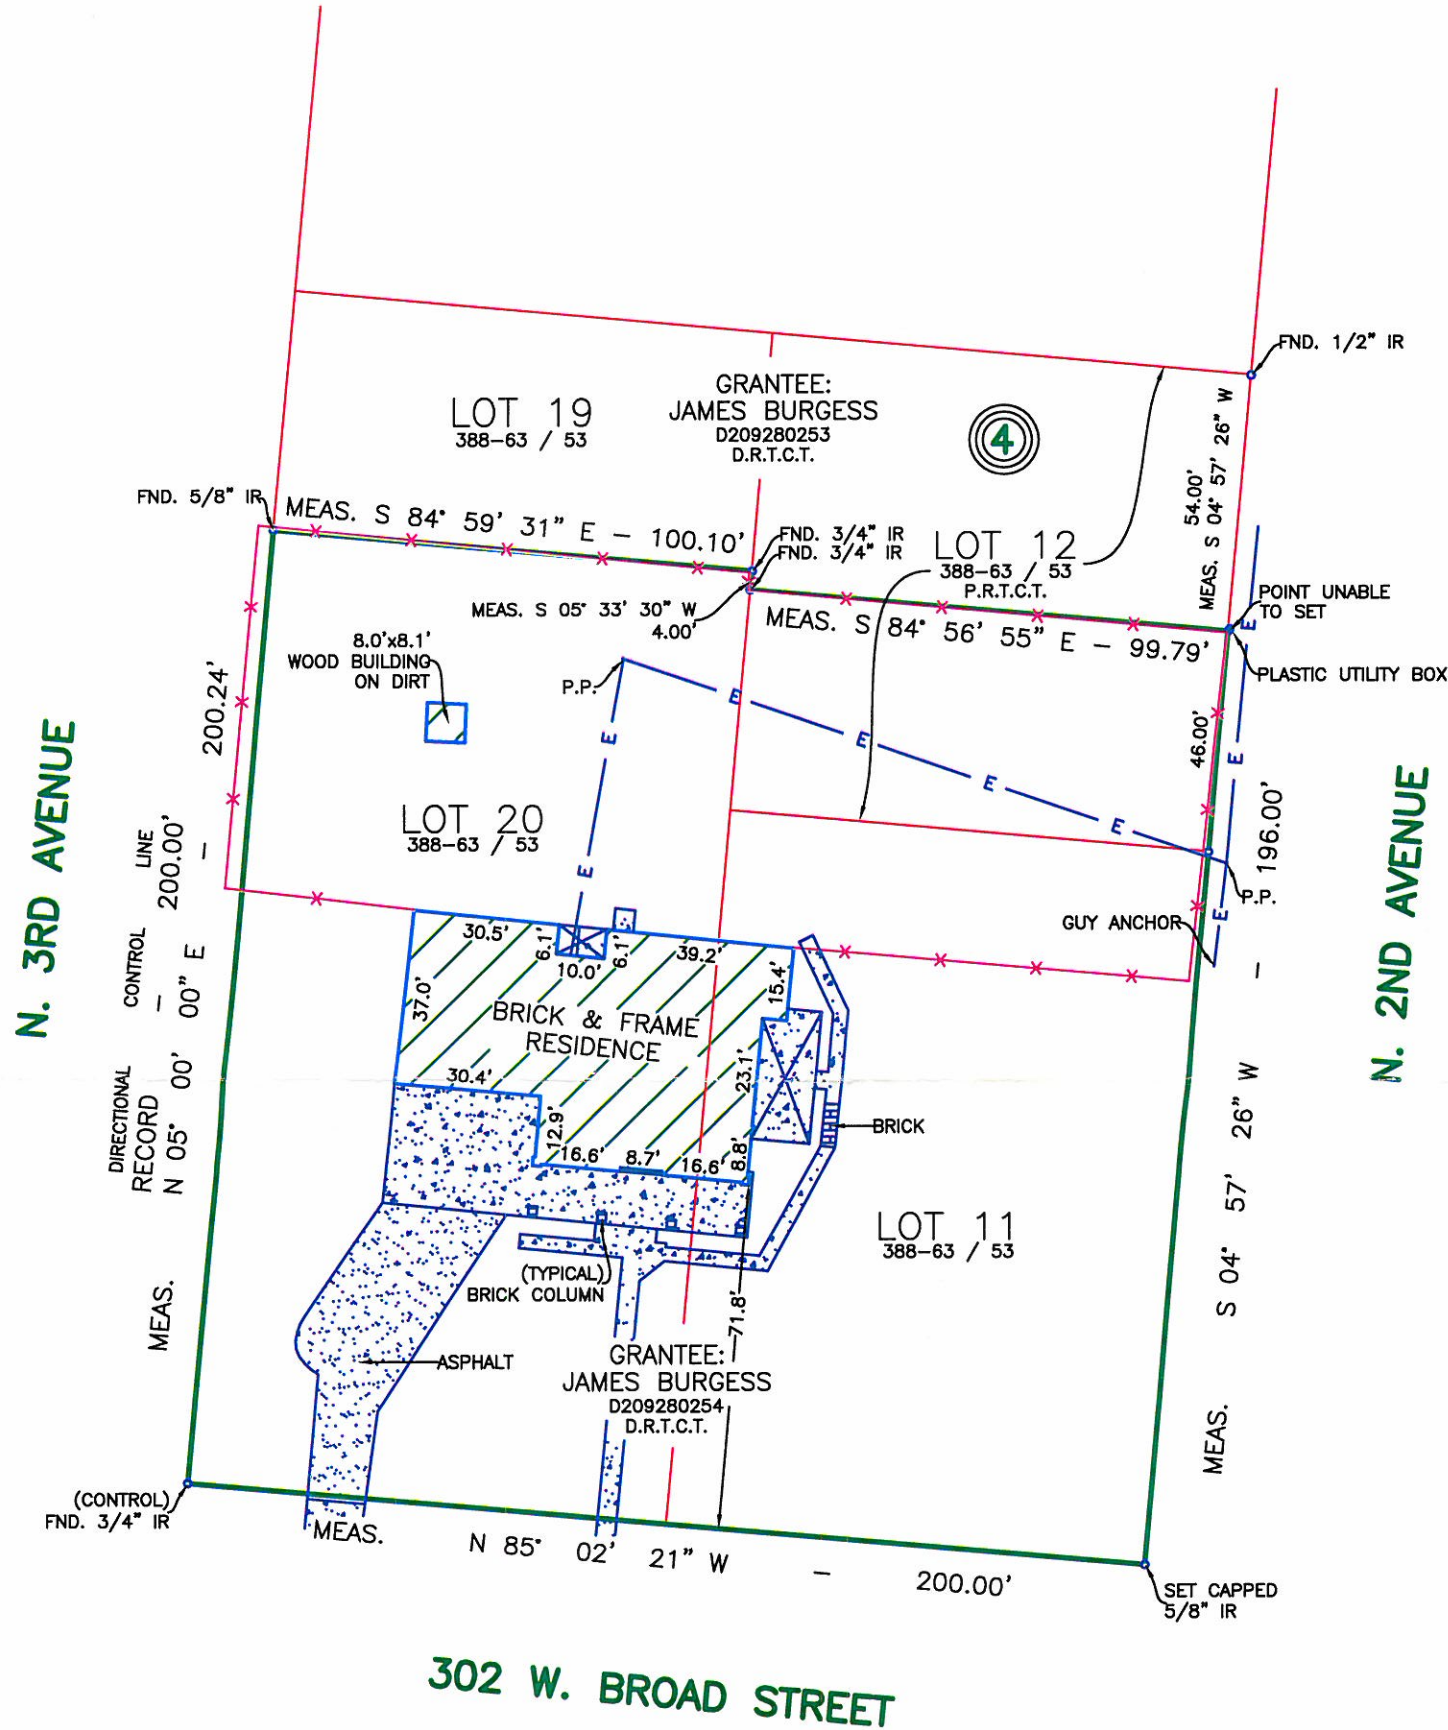 FND. 1/2" IR
GRANTEE:
JAMES BURGESS
D209280253
D.R.T.C.T.
LOT 19
388-63 / 53
4
54.00'
MEAS. S 04° 57' 26" W
FND. 5/8" IR
MEAS. S 84° 59' 31" E - 100.10'
FND. 3/4" IR
FND. 3/4" IR
LOT 12
388-63 / 53
P.R.T.C.T.
MEAS. S 05° 33' 30" W
4.00'
MEAS. S 84° 56' 55" E - 99.79'
POINT UNABLE
TO SET
PLASTIC UTILITY BOX
8.0'x8.1'
WOOD BUILDING
ON DIRT
P.P.
E
E
E
E
E
E
E
E
E
46.00'
200.24'
LOT 20
388-63 / 53
N. 3RD AVENUE
N. 2ND AVENUE
DIRECTIONAL CONTROL LINE
RECORD - 200.00'
MEAS. N 05° 00' 00" E - 200.24'
P.P.
GUY ANCHOR
MEAS. S 04° 57' 26" W - 196.00'
30.5'
6.1'
10.0'
6.1'
39.2'
15.4'
37.0'
BRICK & FRAME
RESIDENCE
23.1'
30.4'
12.9'
16.6'
8.7'
16.6'
8.8'
BRICK
LOT 11
388-63 / 53
(TYPICAL)
BRICK COLUMN
71.8'
ASPHALT
GRANTEE:
JAMES BURGESS
D209280254
D.R.T.C.T.
(CONTROL)
FND. 3/4" IR
MEAS. N 85° 02' 21" W - 200.00'
SET CAPPED
5/8" IR
302 W. BROAD STREET